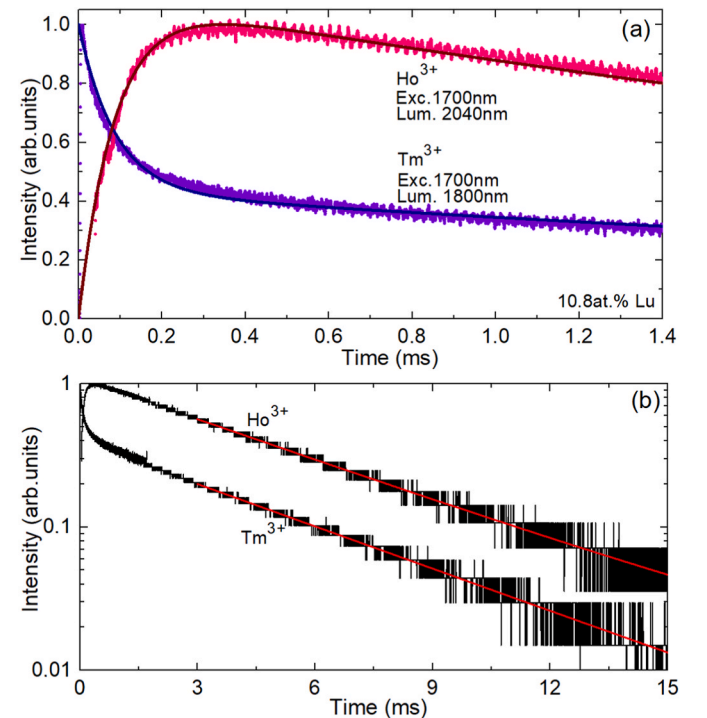 (a)
1.0
0.8
0.6
0.4
0.2
0.0
Intensity (arb.units)
Ho3+
Exc.1700nm
Lum. 2040nm
Tm3+
Exc.1700nm
Lum. 1800nm
10.8at.% Lu
0.0 0.2 0.4 0.6 0.8 1.0 1.2 1.4
Time (ms)
(b)
1
0.1
0.01
Intensity (arb.units)
Ho3+
Tm3+
0 3 6 9 12 15
Time (ms)